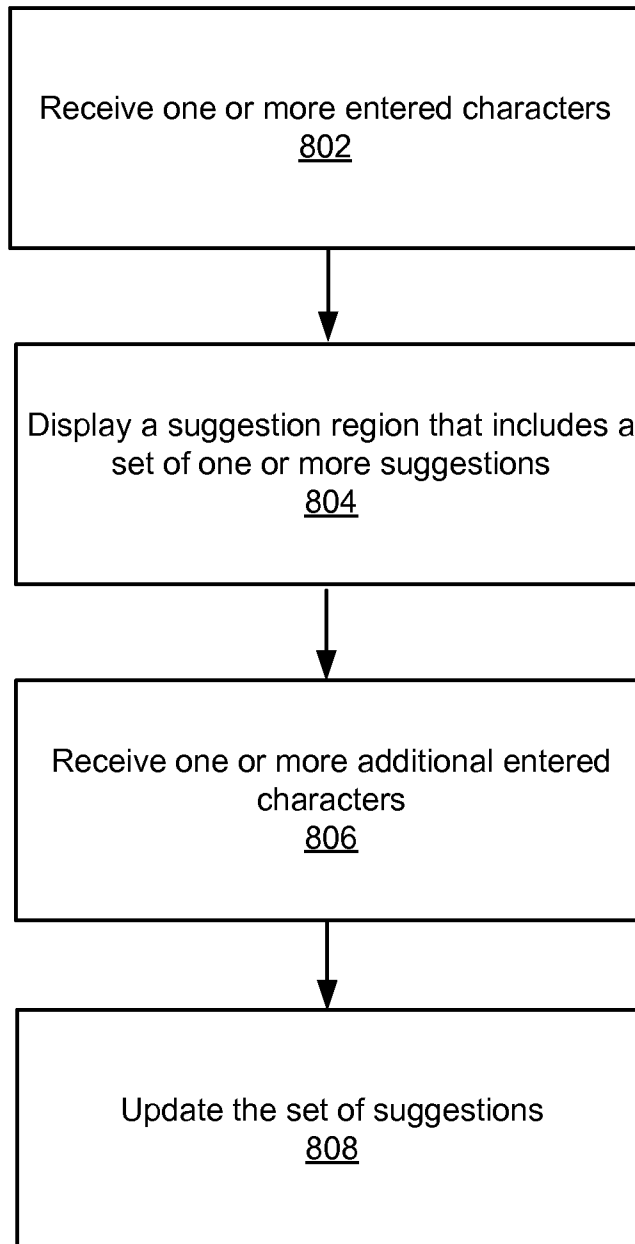 Receive one or more entered characters
802
Display a suggestion region that includes a
set of one or more suggestions
804
Receive one or more additional entered
characters
806
Update the set of suggestions
808